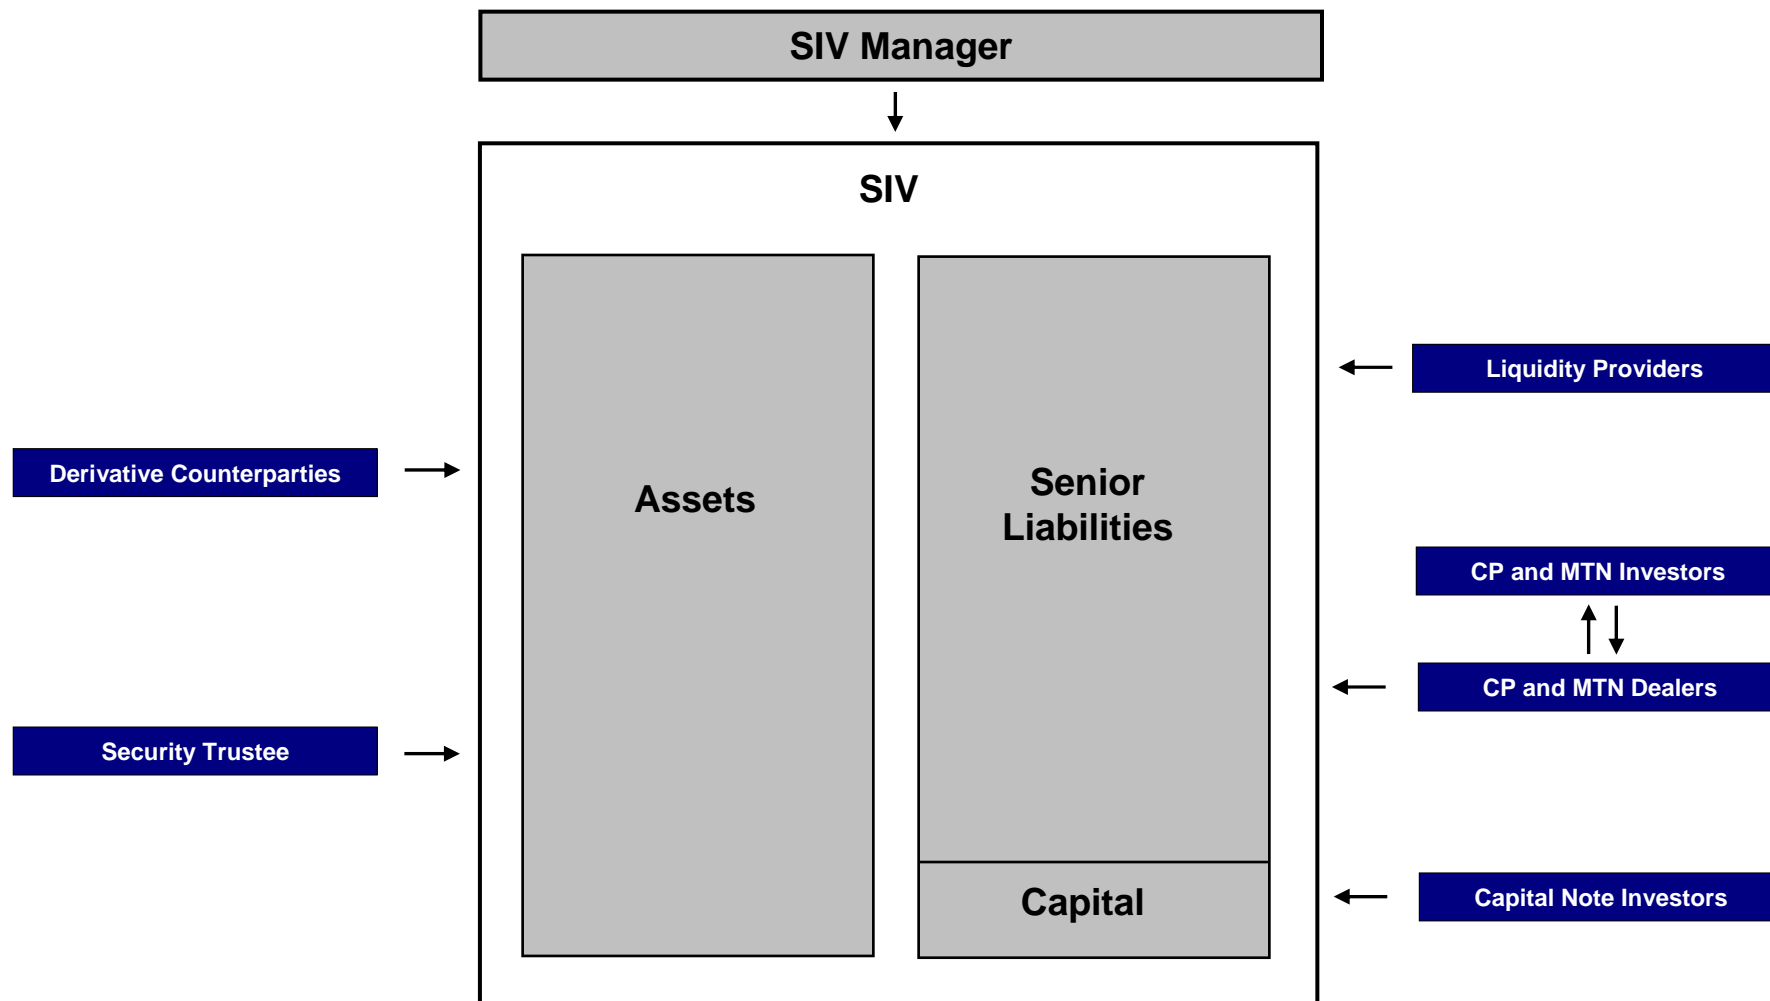 SIV Manager
SIV
Assets
Senior
Liabilities
Capital
Derivative Counterparties
Security Trustee
Liquidity Providers
CP and MTN Investors
CP and MTN Dealers
Capital Note Investors